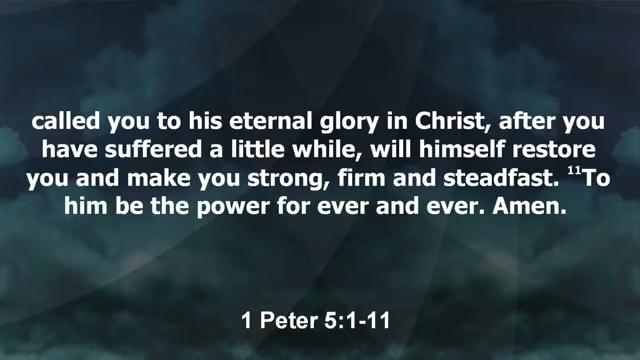 called you to his eternal glory in Christ, after you
have suffered a little while, will himself restore
you and make you strong, firm and steadfast. ¹¹To
him be the power for ever and ever. Amen.
1 Peter 5:1-11